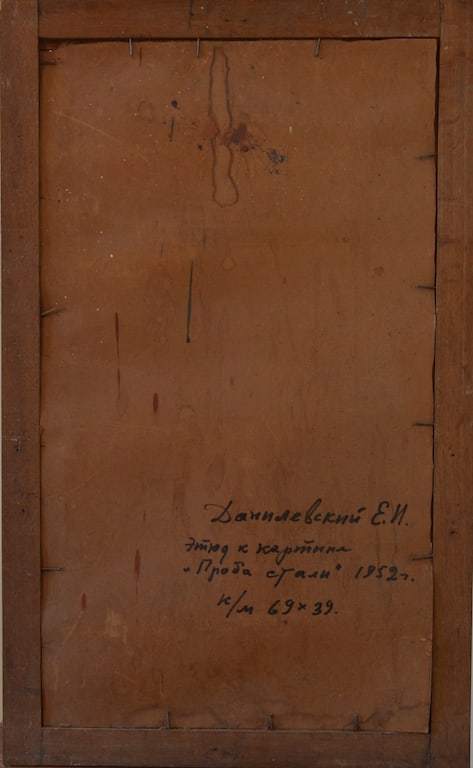 Данилевский Е.И.
Этюд к картине
"Проба стали" 1952г.
к/м 69×39.